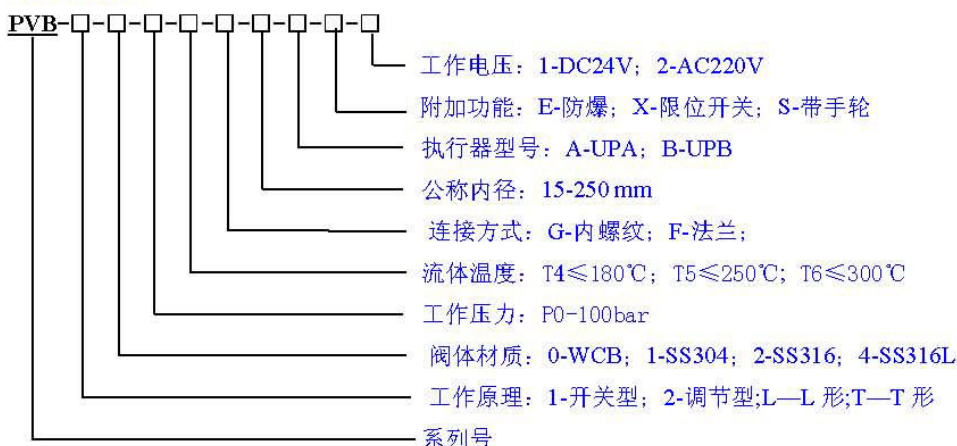 PVB-□-□-□-□-□-□-□-□-□
工作电压：1-DC24V；2-AC220V
附加功能：E-防爆；X-限位开关；S-带手轮
执行器型号：A-UPA；B-UPB
公称内径：15-250 mm
连接方式：G-内螺纹；F-法兰；
流体温度：T4≤180℃；T5≤250℃；T6≤300℃
工作压力：P0-100bar
阀体材质：0-WCB；1-SS304；2-SS316；4-SS316L
工作原理：1-开关型；2-调节型;L—L 形;T—T 形
系列号